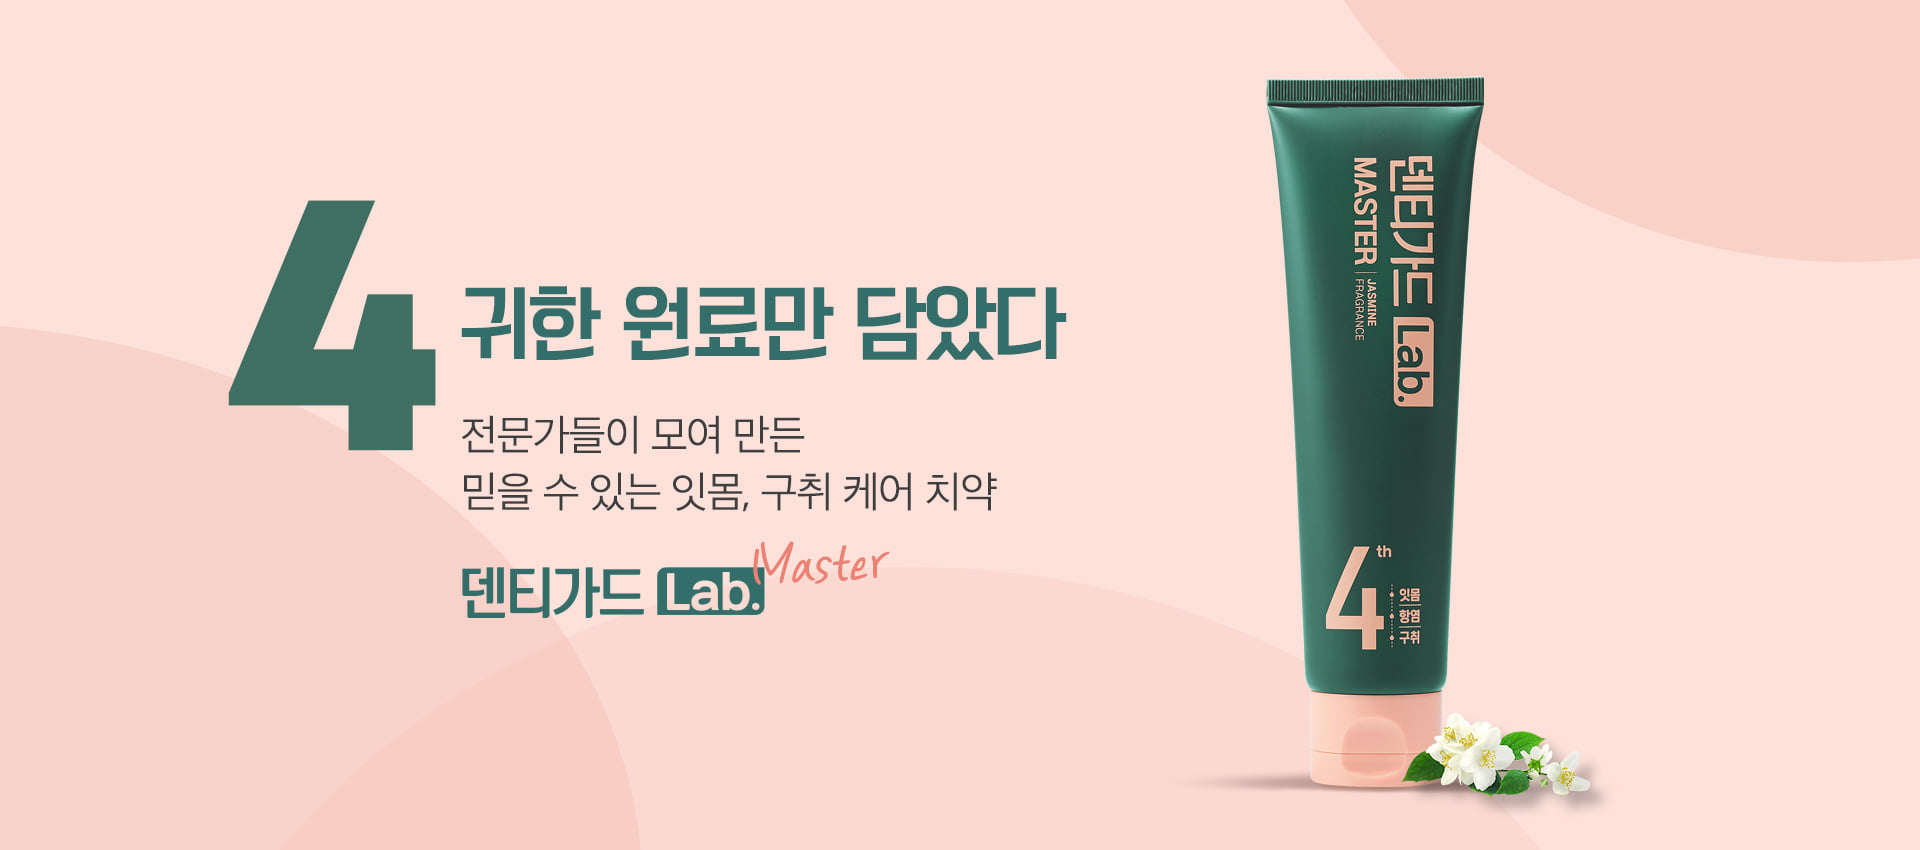 4
귀한 원료만 담았다
전문가들이 모여 만든
믿을 수 있는 잇몸, 구취 케어 치약
덴티가드 Lab. Master
덴티가드 Lab.
MASTER
JASMINE
FRAGRANCE
4th
잇몸
항염
구취